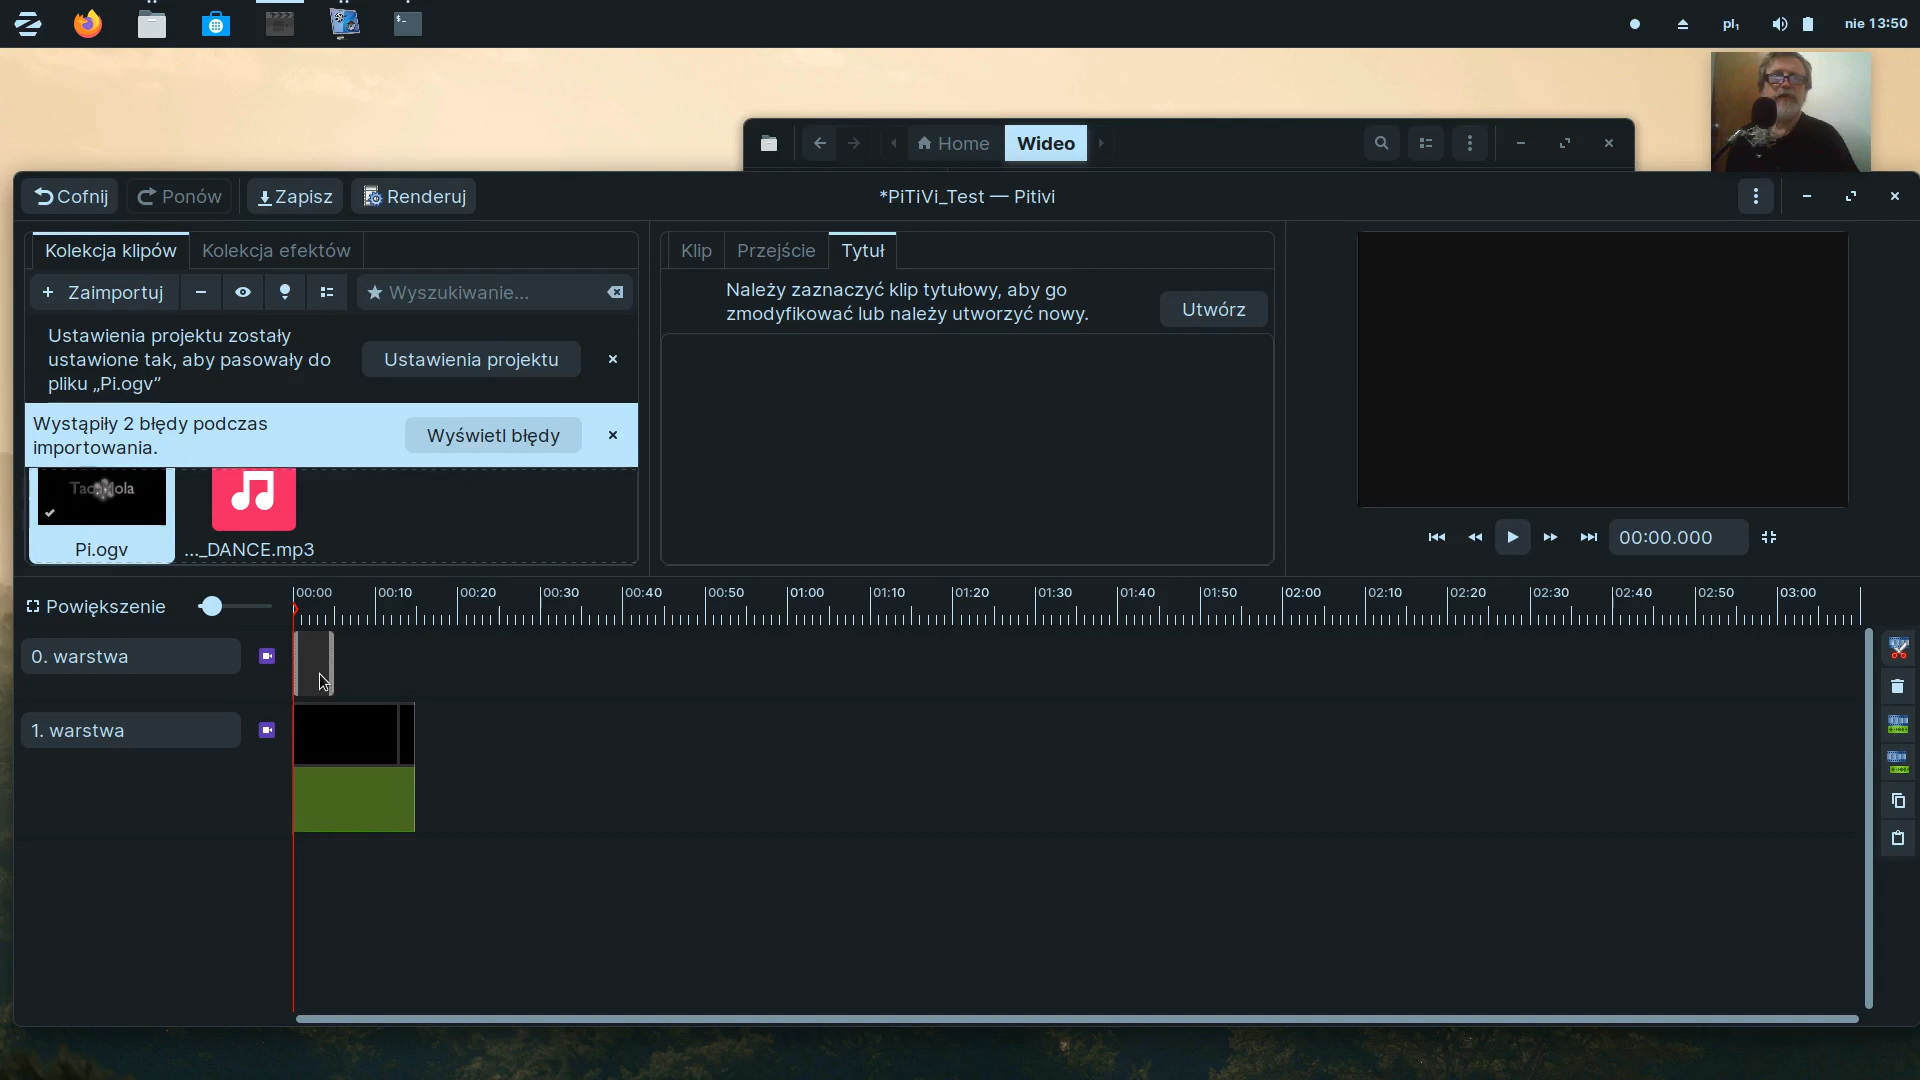 pl₁
nie 13:50
Home
Wideo
Cofnij
Ponów
Zapisz
Renderuj
*PiTiVi_Test — Pitivi
Kolekcja klipów
Kolekcja efektów
Klip
Przejście
Tytuł
+ Zaimportuj
Wyszukiwanie...
Należy zaznaczyć klip tytułowy, aby go
zmodyfikować lub należy utworzyć nowy.
Utwórz
Ustawienia projektu zostały
ustawione tak, aby pasowały do
pliku „Pi.ogv”
Ustawienia projektu
Wystąpiły 2 błędy podczas
importowania.
Wyświetl błędy
Pi.ogv
..._DANCE.mp3
00:00.000
Powiększenie
00:00
00:10
00:20
00:30
00:40
00:50
01:00
01:10
01:20
01:30
01:40
01:50
02:00
02:10
02:20
02:30
02:40
02:50
03:00
0. warstwa
1. warstwa